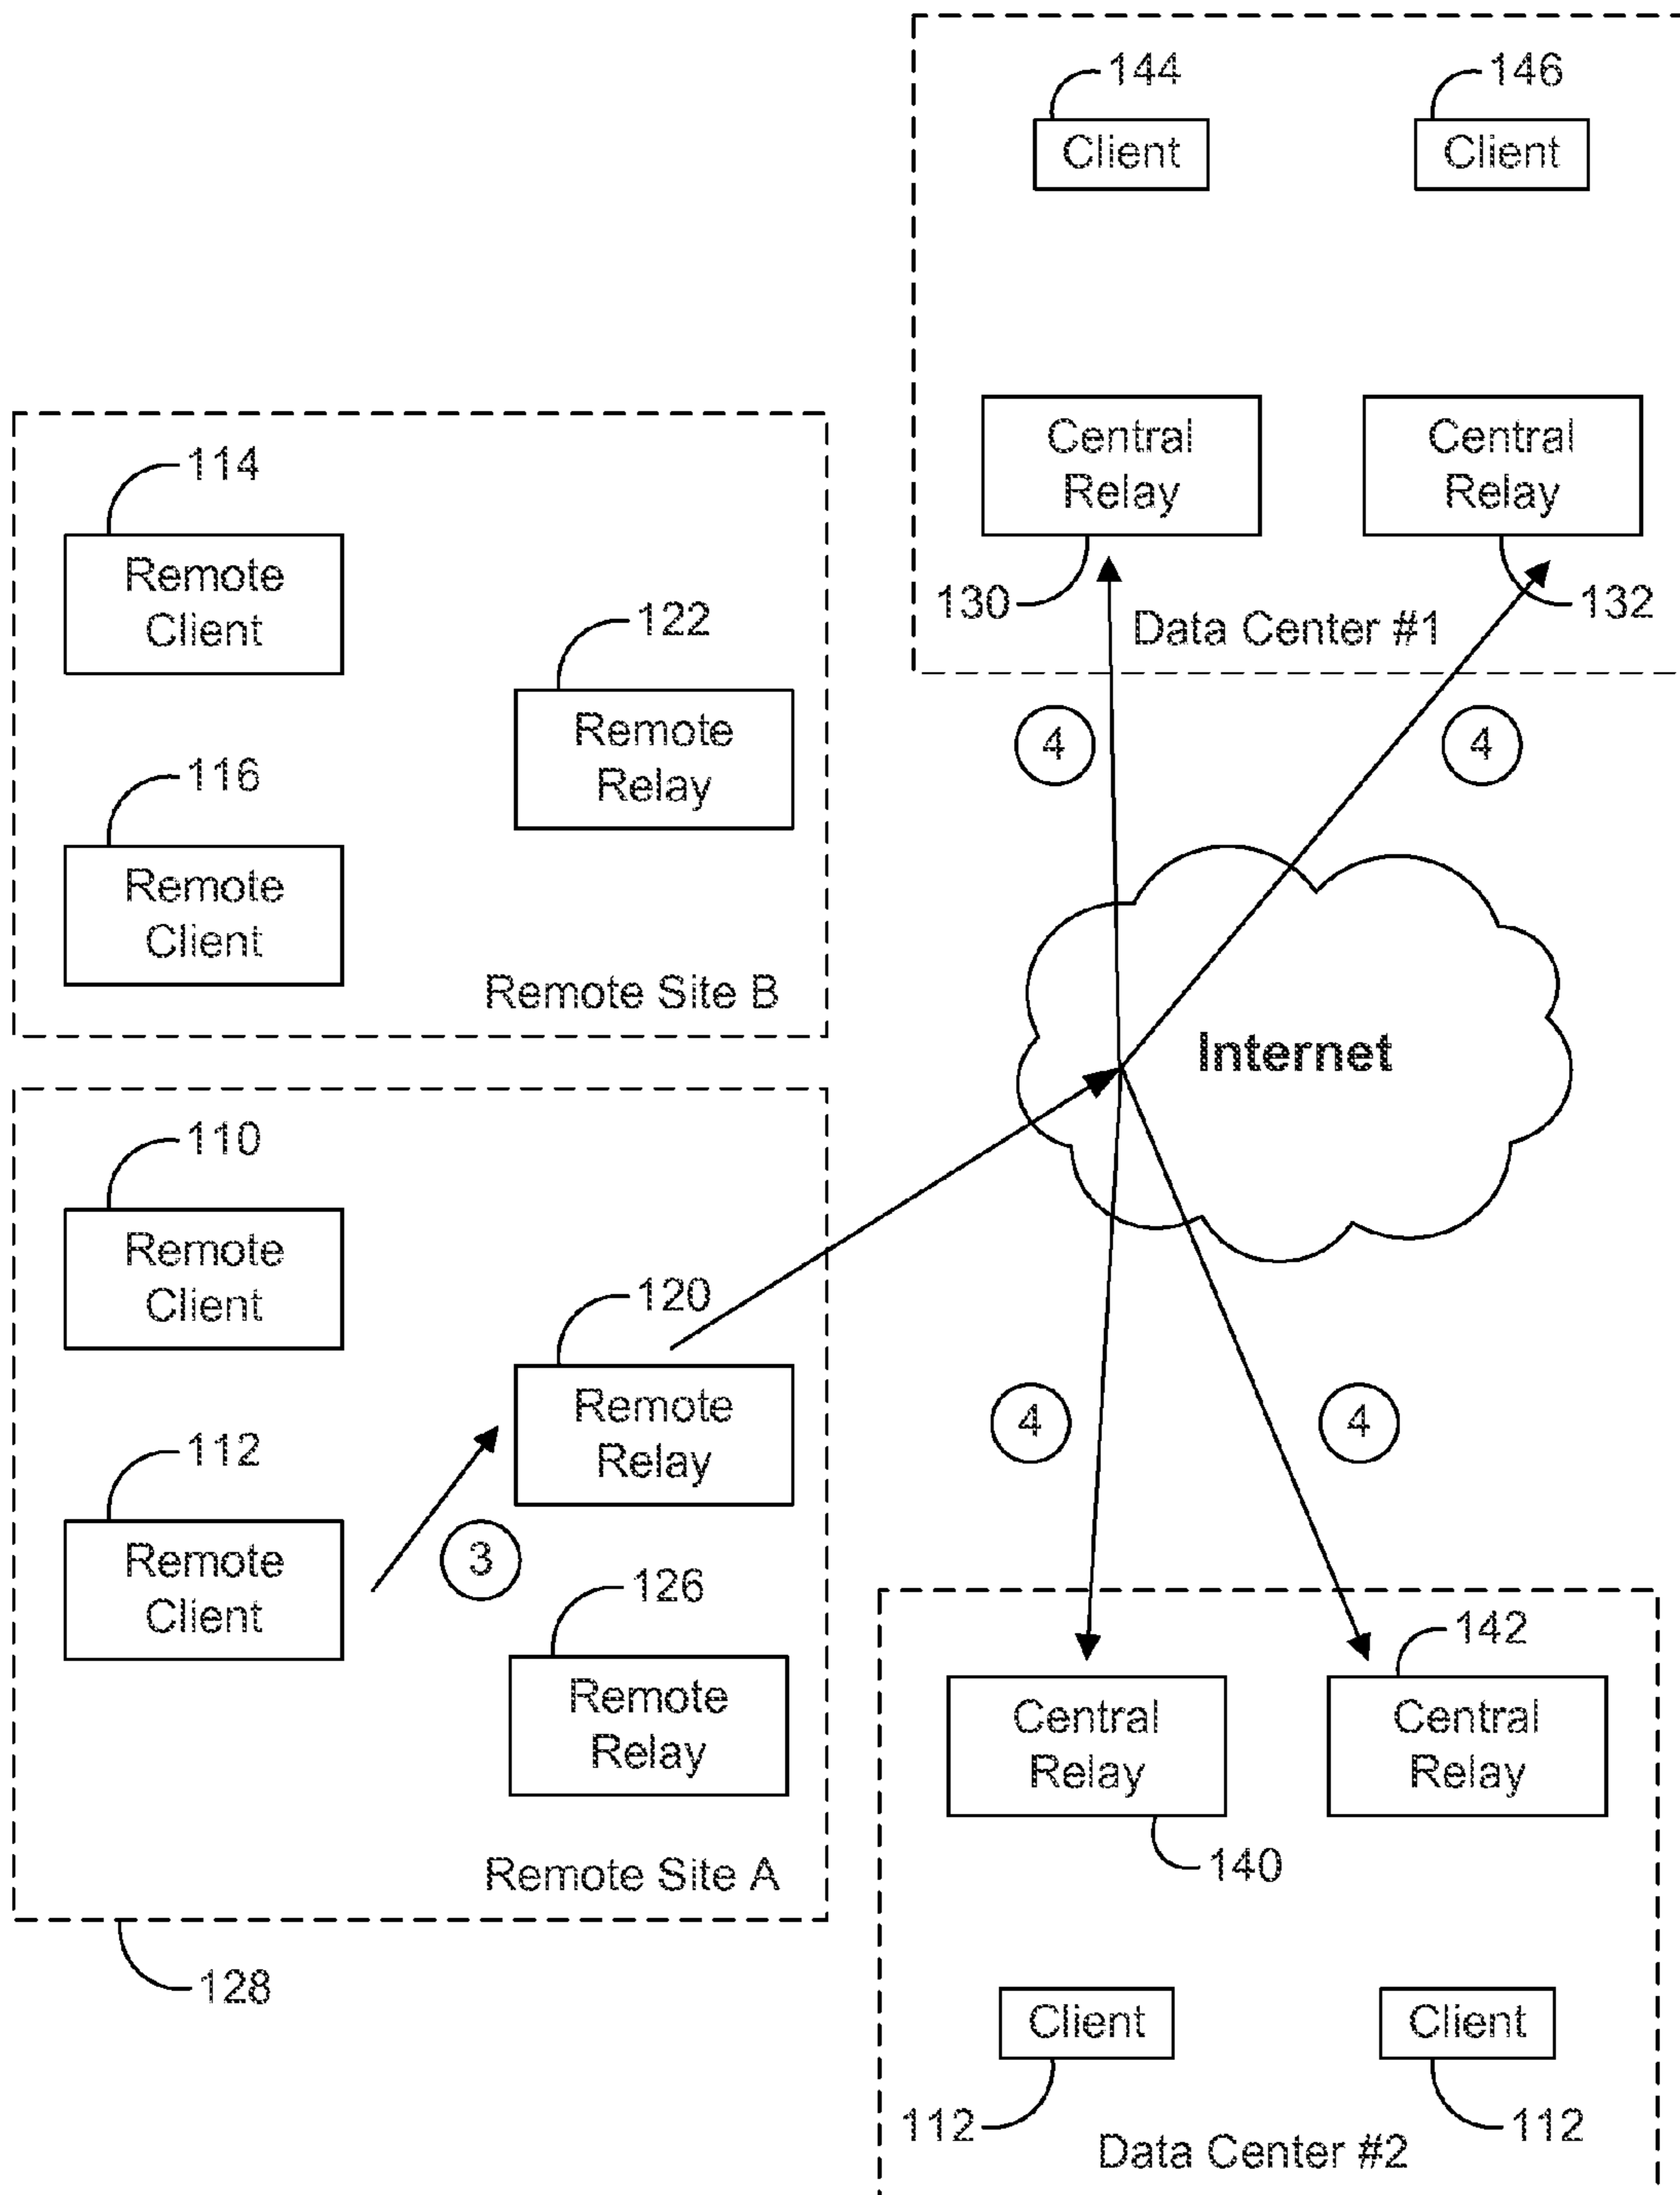 144
146
Client
Client
Central
Relay
Central
Relay
130
132
Data Center #1
4
4
114
Remote
Client
122
Remote
Relay
116
Remote
Client
Remote Site B
Internet
110
Remote
Client
120
Remote
Relay
112
Remote
Client
3
126
Remote
Relay
Remote Site A
128
4
4
142
Central
Relay
Central
Relay
140
Client
Client
112
112
Data Center #2